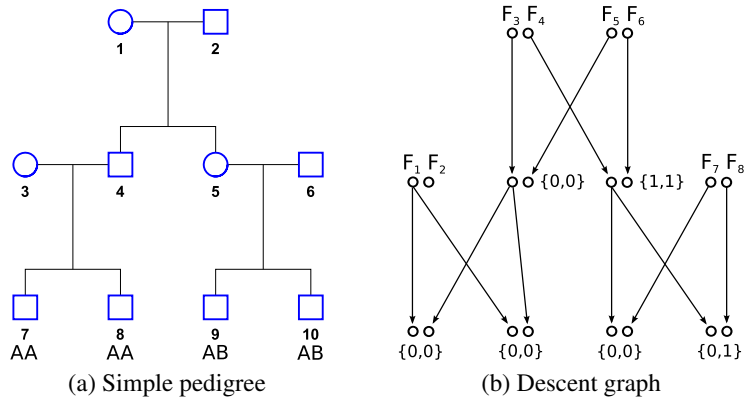 1 2
3 4 5 6
7 8 9 10
AA AA AB AB
(a) Simple pedigree
F3 F4 F5 F6
F1 F2 {0,0} {1,1} F7 F8
{0,0} {0,0} {0,0} {0,1}
(b) Descent graph